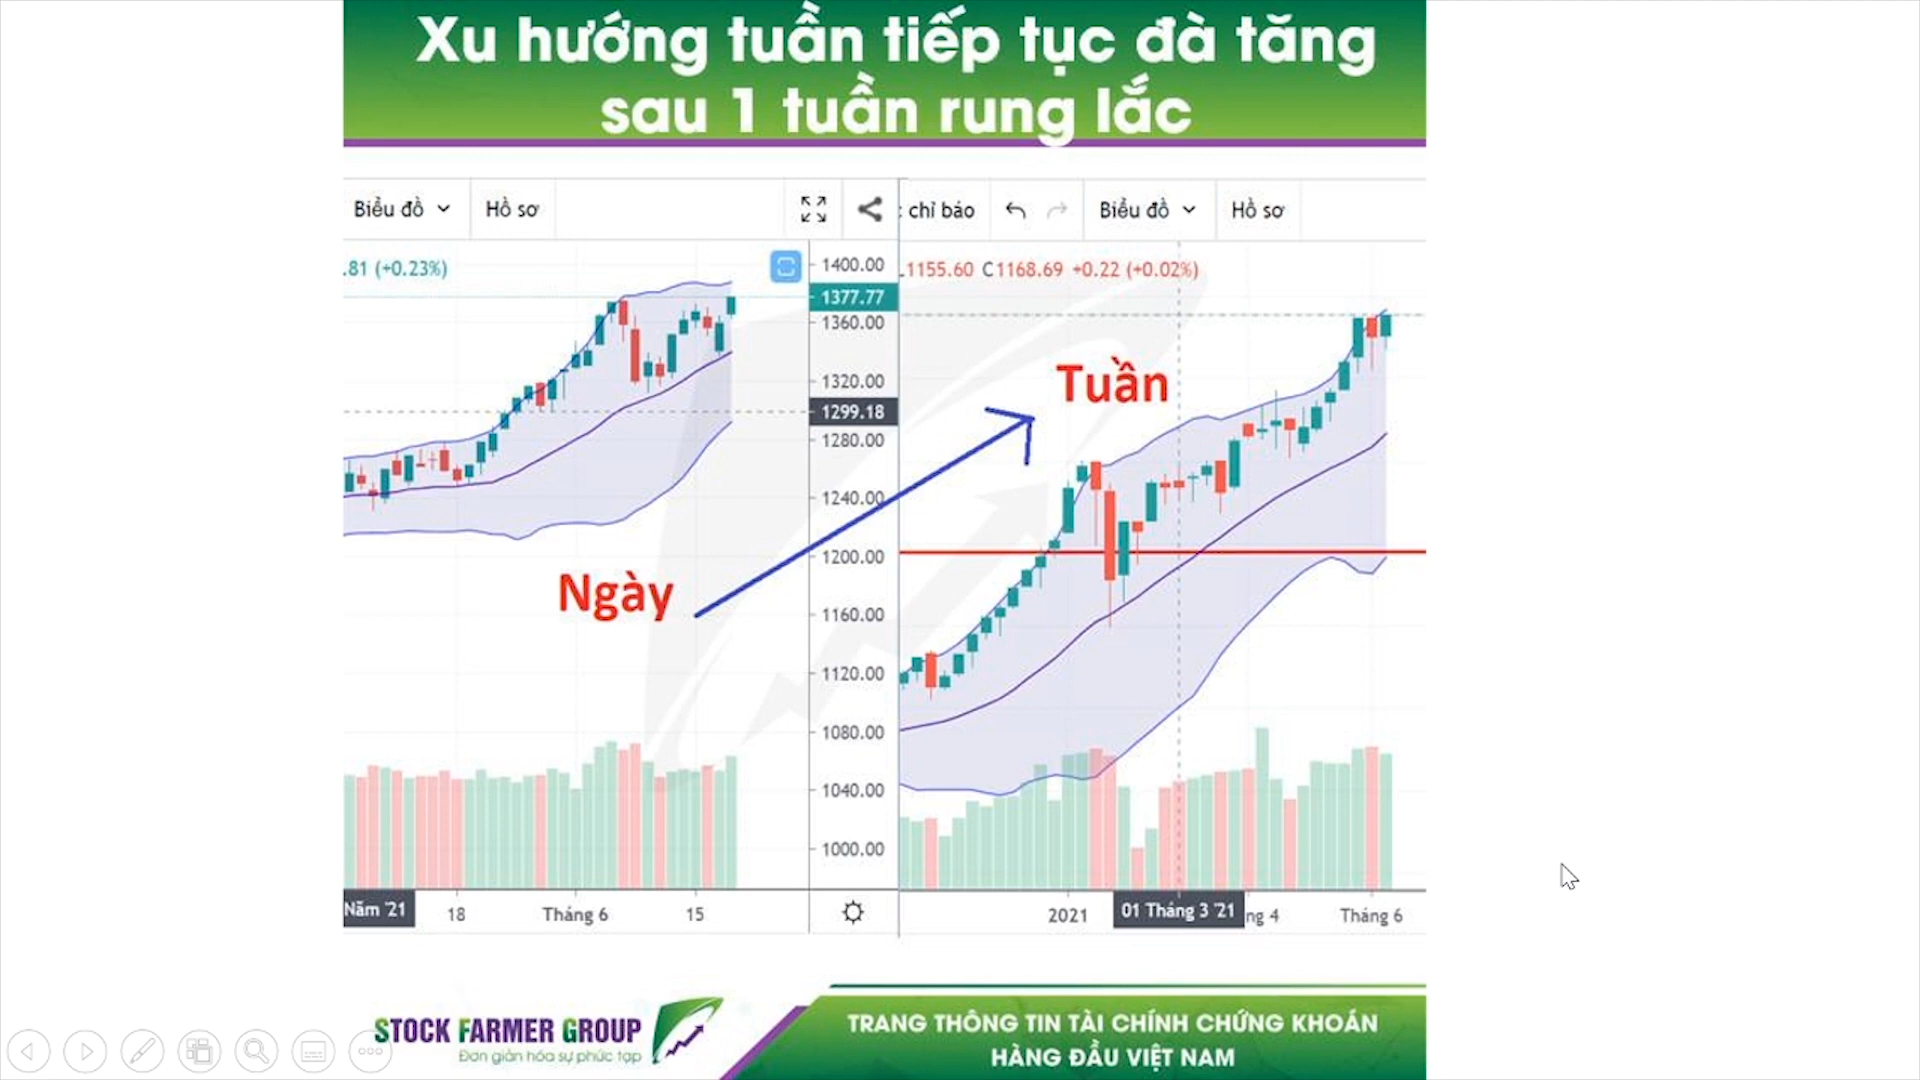 Xu hướng tuần tiếp tục đà tăng
sau 1 tuần rung lắc
Biểu đồ
Hồ sơ
.81 (+0.23%)
1400.00
1377.77
1360.00
1320.00
1299.18
1280.00
1240.00
1200.00
1160.00
1120.00
1080.00
1040.00
1000.00
Ngày
Năm '21
18
Tháng 6
15
chỉ báo
Biểu đồ
Hồ sơ
1155.60 C1168.69 +0.22 (+0.02%)
Tuần
2021
01 Tháng 3 '21
ng 4
Tháng 6
STOCK FARMER GROUP
Đơn giản hóa sự phức tạp
TRANG THÔNG TIN TÀI CHÍNH CHỨNG KHOÁN
HÀNG ĐẦU VIỆT NAM